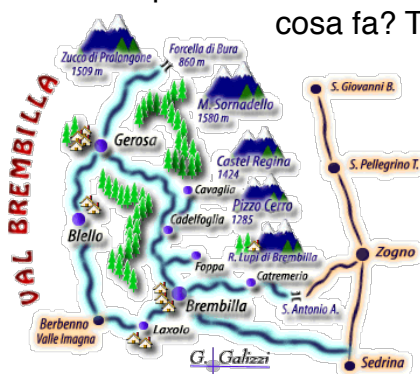 cosa fa? T
Zucco di Pralongone
1509 m
Forcella di Bura
860 m
M. Sornadello
1580 m
S. Giovanni B.
VAL BREMBILLA
Gerosa
Castel Regina
1424
S. Pellegrino T.
Cavaglia
Pizzo Cerro
1285
Blello
Cadelfoglia
R. Lupi di Brembilla
Zogno
Foppa
Catremerio
Brembilla
S. Antonio A.
Berbenno
Valle Imagna
Laxolo
Sedrina
G. Galizzi